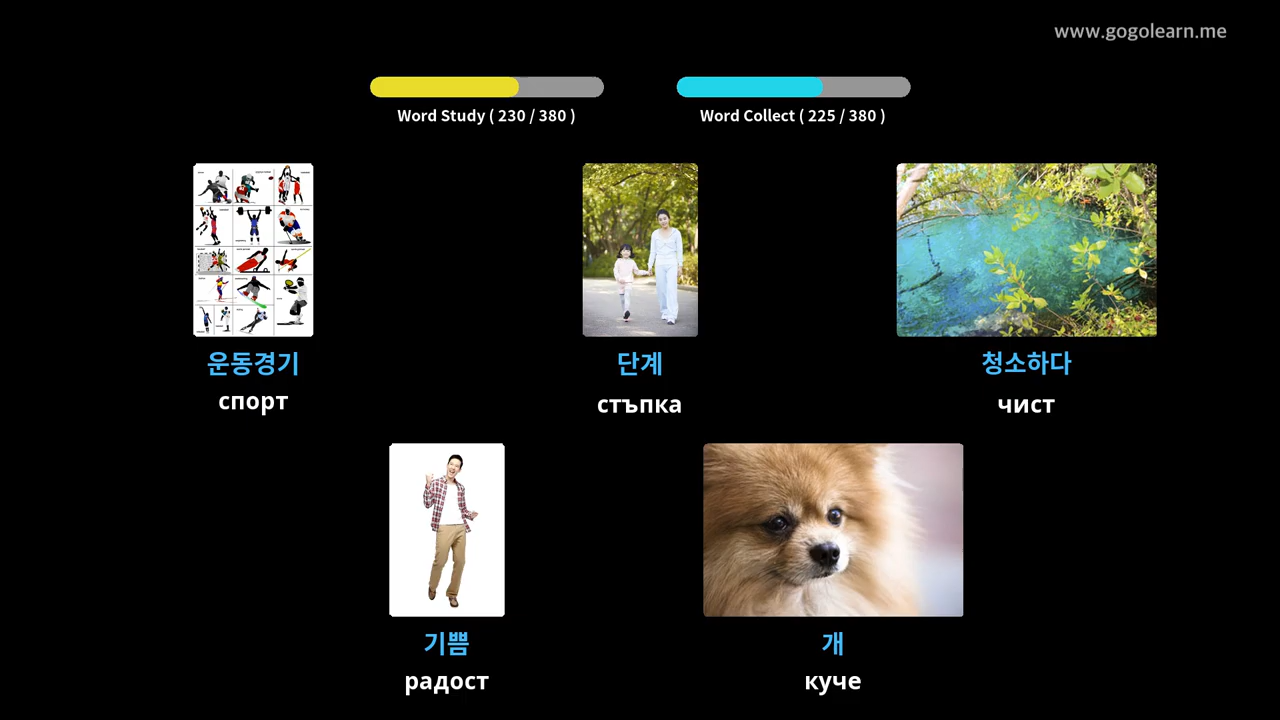 www.gogolearn.me
Word Study ( 230 / 380 )
Word Collect ( 225 / 380 )
운동경기
спорт
단계
стъпка
청소하다
чист
기쁨
радост
개
куче